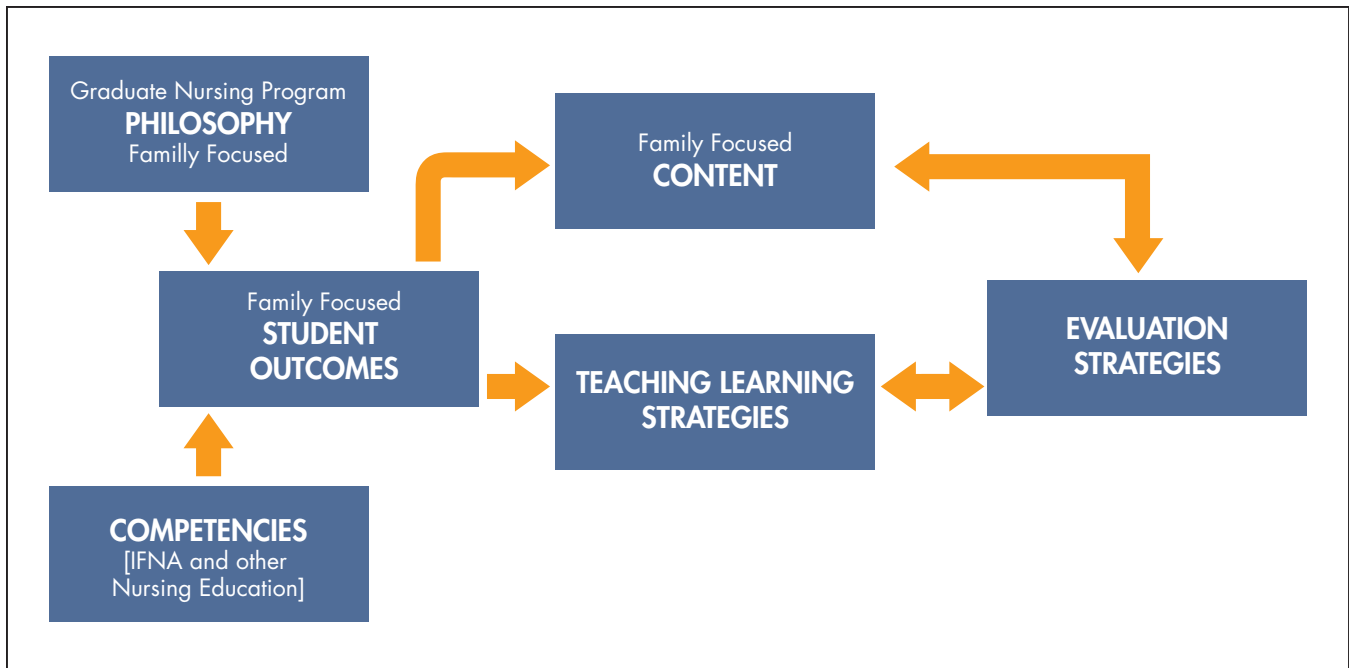 Graduate Nursing Program
PHILOSOPHY
Familly Focused
Family Focused
CONTENT
Family Focused
STUDENT
OUTCOMES
TEACHING LEARNING
STRATEGIES
EVALUATION
STRATEGIES
COMPETENCIES
[IFNA and other
Nursing Education]